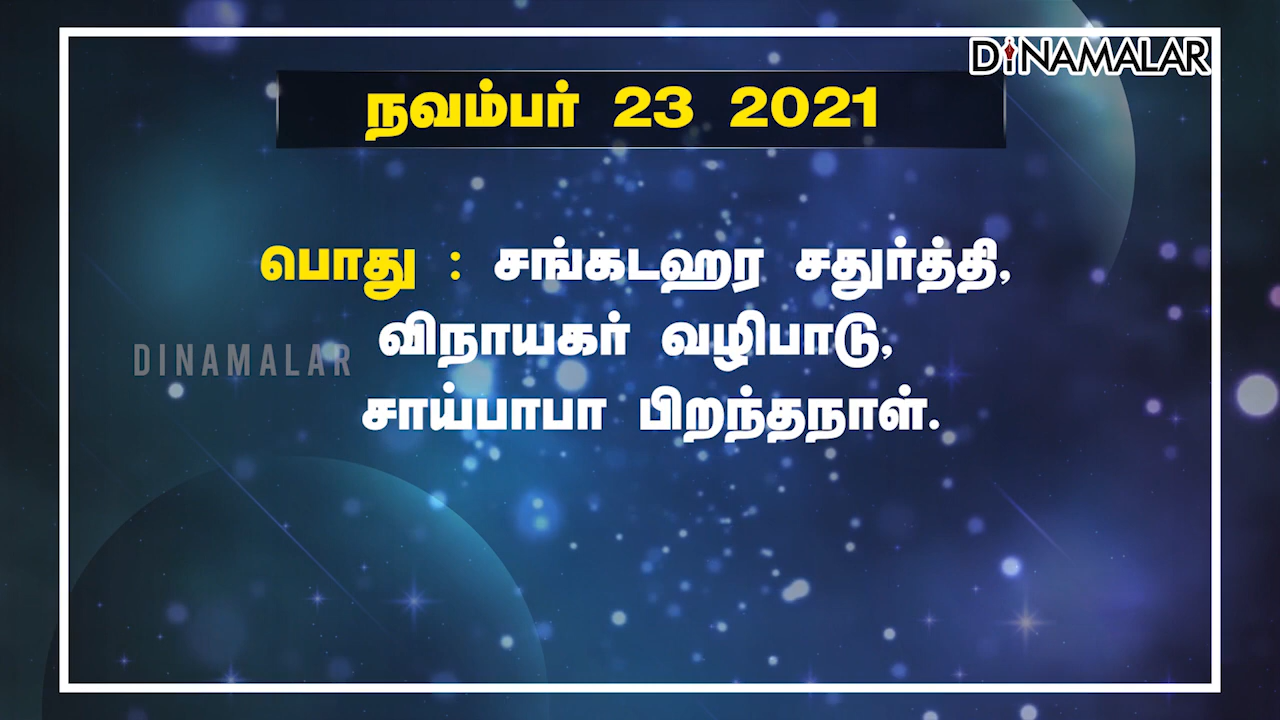 DINAMALAR
நவம்பர் 23 2021
பொது : சங்கடஹர சதுர்த்தி,
விநாயகர் வழிபாடு,
DINAMALAR
சாய்பாபா பிறந்தநாள்.